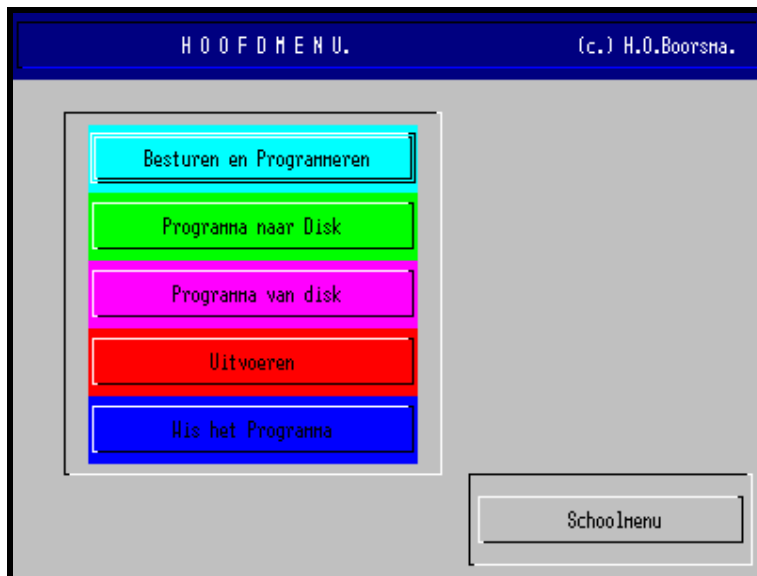 H O O F D M E N U. (c.) H.O.Boorsma.
Besturen en Programmeren
Programma naar Disk
Programma van disk
Uitvoeren
Wis het Programma
Schoolmenu